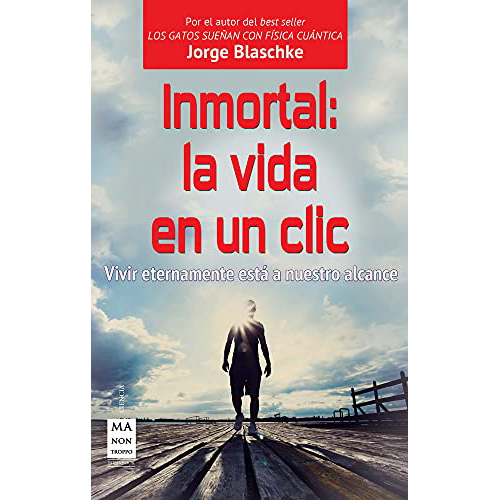 Por el autor del best seller
LOS GATOS SUEÑAN CON FÍSICA CUÁNTICA
Jorge Blaschke
Inmortal:
la vida
en un clic
Vivir eternamente está a nuestro alcance
CIENCIA
MA
NON
TROPPO